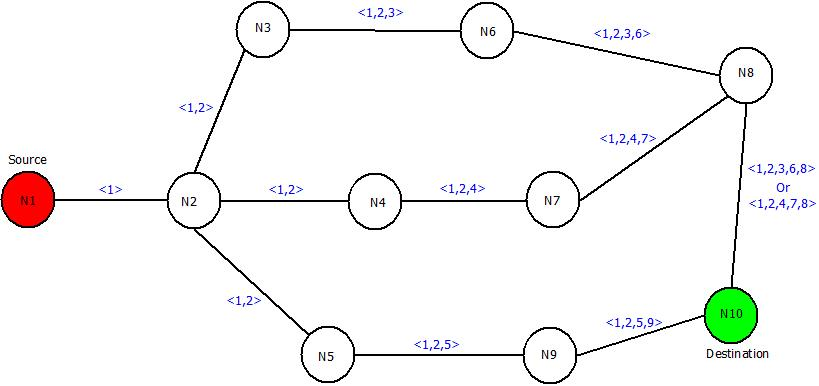 N3
<1,2,3>
N6
<1,2,3,6>
N8
<1,2>
<1,2,4,7>
Source
N1
<1>
N2
<1,2>
N4
<1,2,4>
N7
<1,2,3,6,8>
Or
<1,2,4,7,8>
<1,2>
N5
<1,2,5>
N9
<1,2,5,9>
N10
Destination